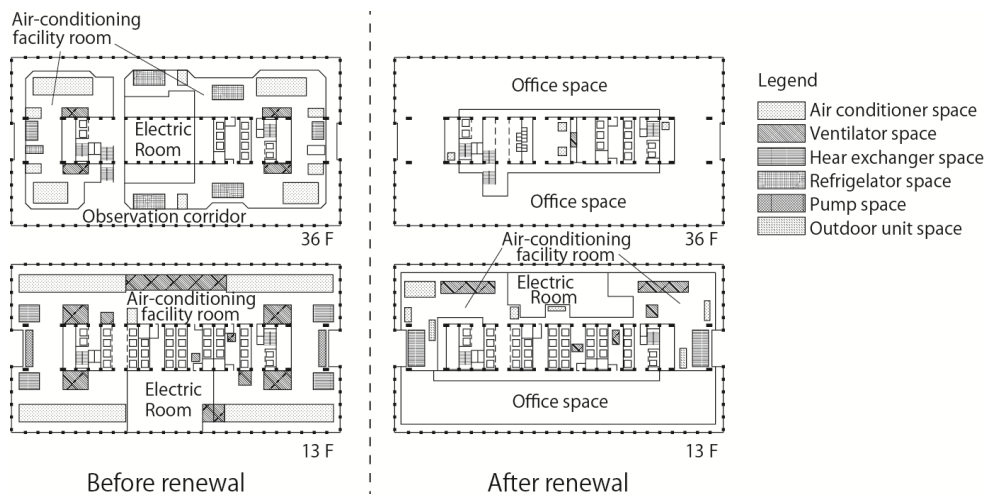 Air-conditioning
facility room
Electric
Room
Observation corridor
36 F
Air-conditioning
facility room
Electric
Room
13 F
Before renewal
Office space
Office space
36 F
Air-conditioning
facility room
Electric
Room
Office space
13 F
After renewal
Legend
Air conditioner space
Ventilator space
Hear exchanger space
Refrigelator space
Pump space
Outdoor unit space